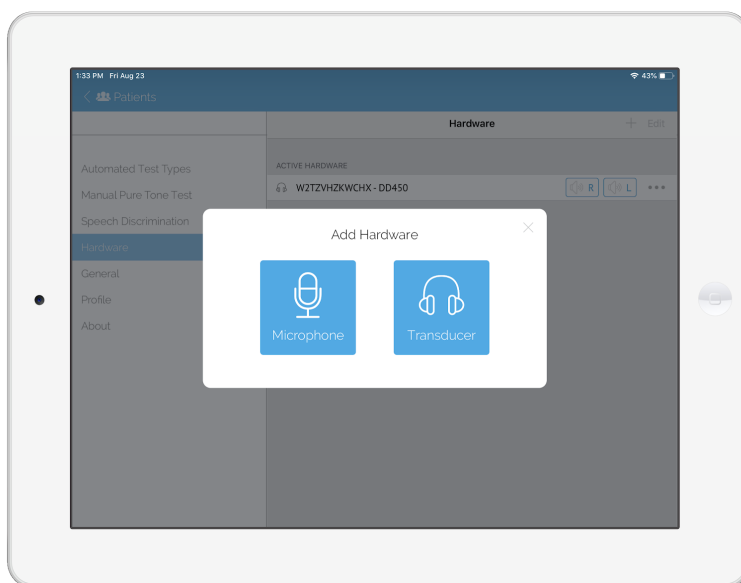 1:33 PM Fri Aug 23
43%
Patients
Hardware
Edit
Automated Test Types
Manual Pure Tone Test
Speech Discrimination
Hardware
General
Profile
About
ACTIVE HARDWARE
W2TZVHZKWCHX - DD450
R
L
Add Hardware
Microphone
Transducer